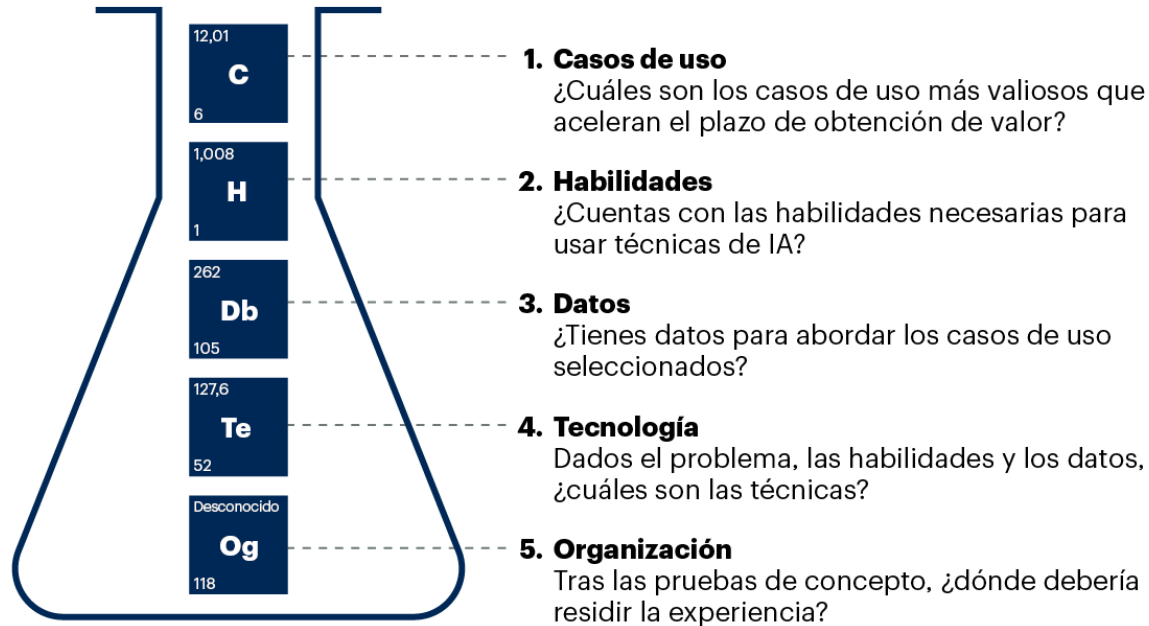 12,01
C
6
1. Casos de uso
¿Cuáles son los casos de uso más valiosos que
aceleran el plazo de obtención de valor?
1,008
H
1
2. Habilidades
¿Cuentas con las habilidades necesarias para
usar técnicas de IA?
262
Db
105
3. Datos
¿Tienes datos para abordar los casos de uso
seleccionados?
127,6
Te
52
4. Tecnología
Dados el problema, las habilidades y los datos,
¿cuáles son las técnicas?
Desconocido
Og
118
5. Organización
Tras las pruebas de concepto, ¿dónde debería
residir la experiencia?